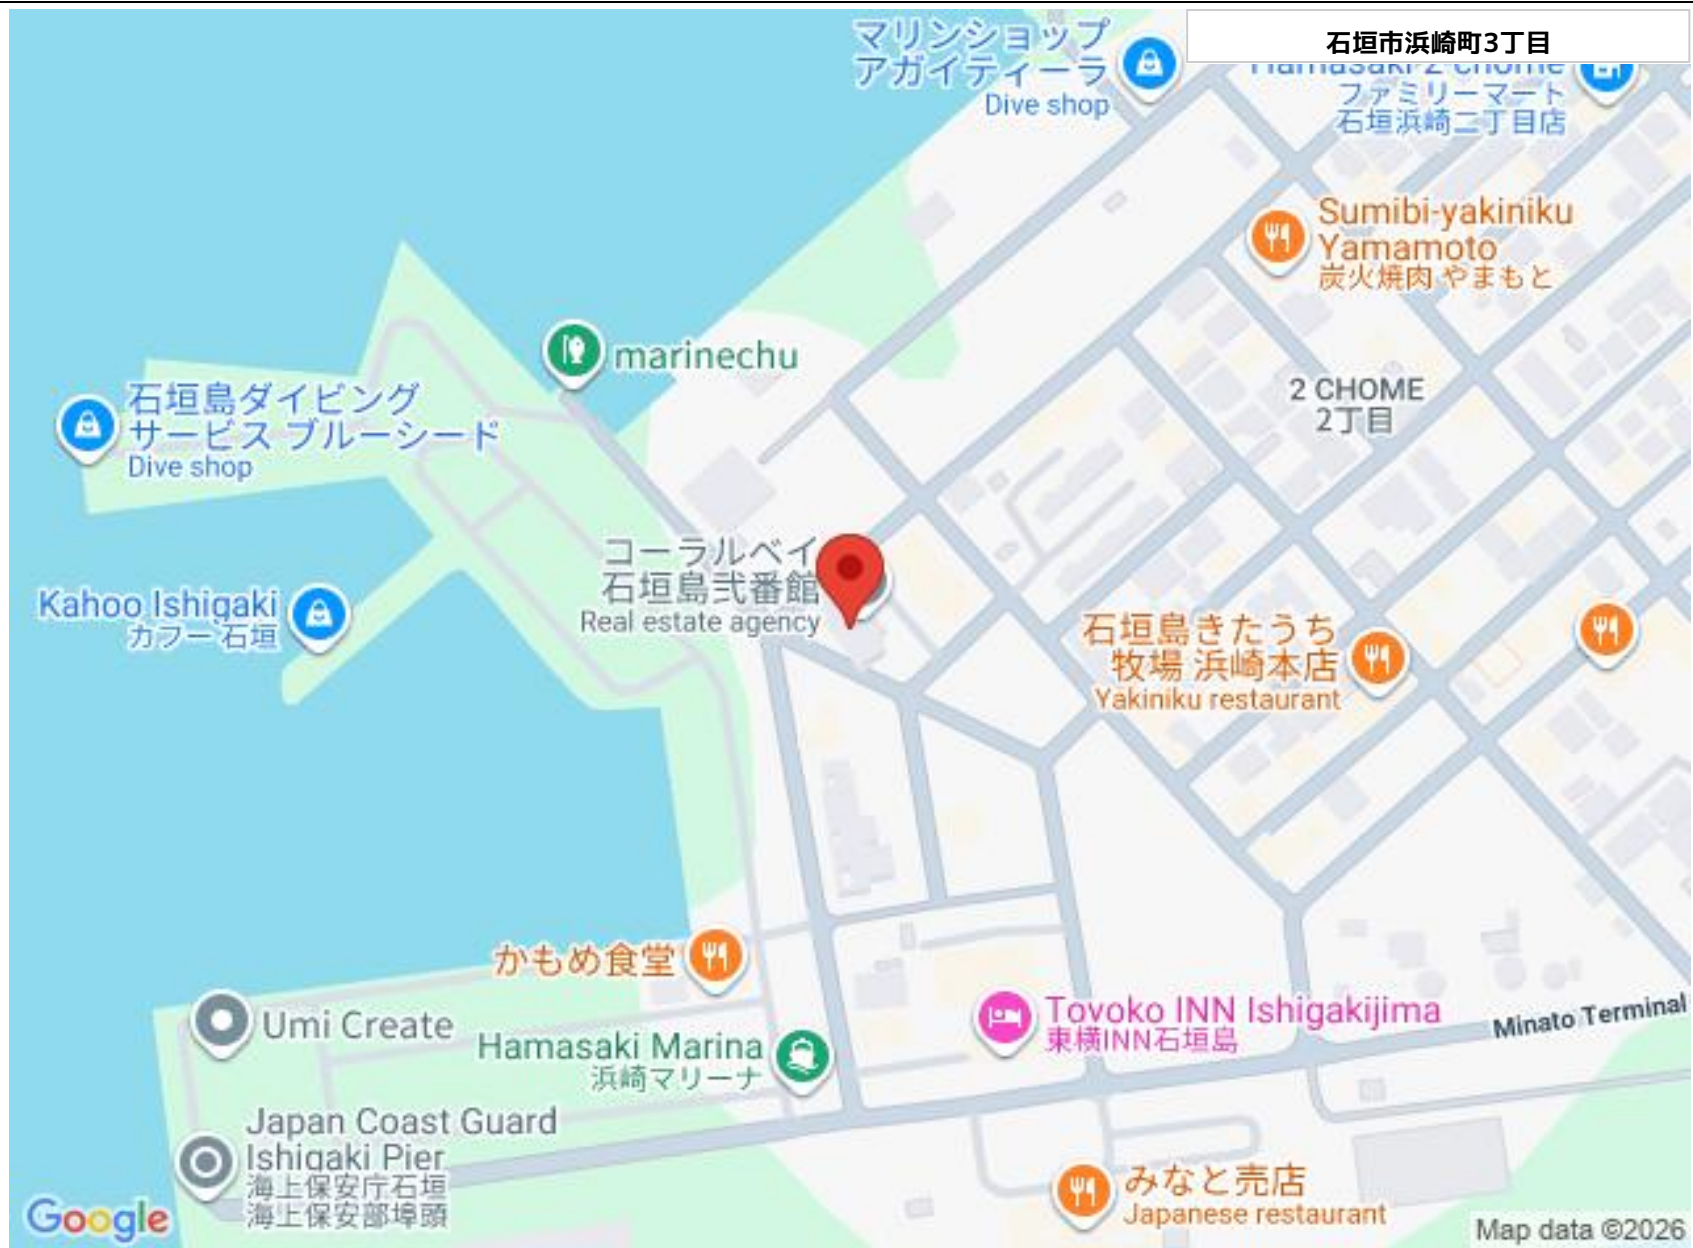 マリンショップ
アガイティーラ
Dive shop
石垣市浜崎町3丁目
Hamasaki 2-chome
ファミリーマート
石垣浜崎二丁目店
Sumibi-yakiniku
Yamamoto
炭火焼肉 やまもと
marinechu
2 CHOME
2丁目
石垣島ダイビング
サービス ブルーシード
Dive shop
コーラルベイ
石垣島弐番館
Real estate agency
Kahoo Ishigaki
カフー 石垣
石垣島きたうち
牧場 浜崎本店
Yakiniku restaurant
かもめ食堂
Umi Create
Hamasaki Marina
浜崎マリーナ
Toyoko INN Ishigakijima
東横INN石垣島
Minato Terminal
Japan Coast Guard
Ishigaki Pier
海上保安庁石垣
海上保安部埠頭
みなと売店
Japanese restaurant
Google
Map data ©2026